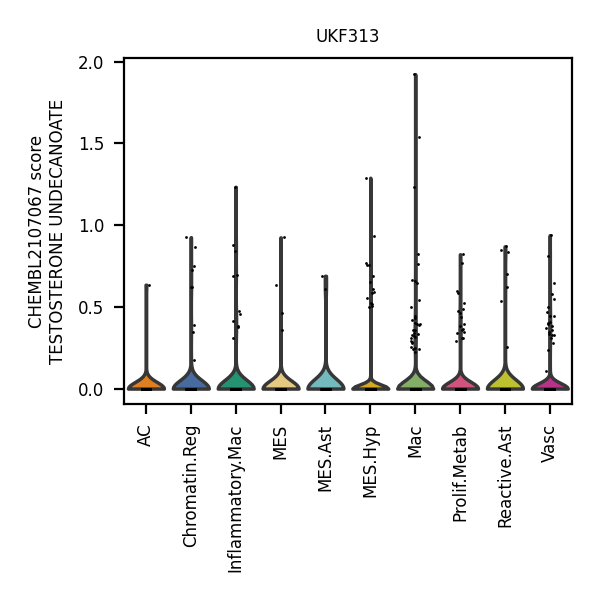 UKF313
CHEMBL2107067 score
TESTOSTERONE UNDECANOATE
2.0
1.5
1.0
0.5
0.0
AC
Chromatin.Reg
Inflammatory.Mac
MES
MES.Ast
MES.Hyp
Mac
Prolif.Metab
Reactive.Ast
Vasc